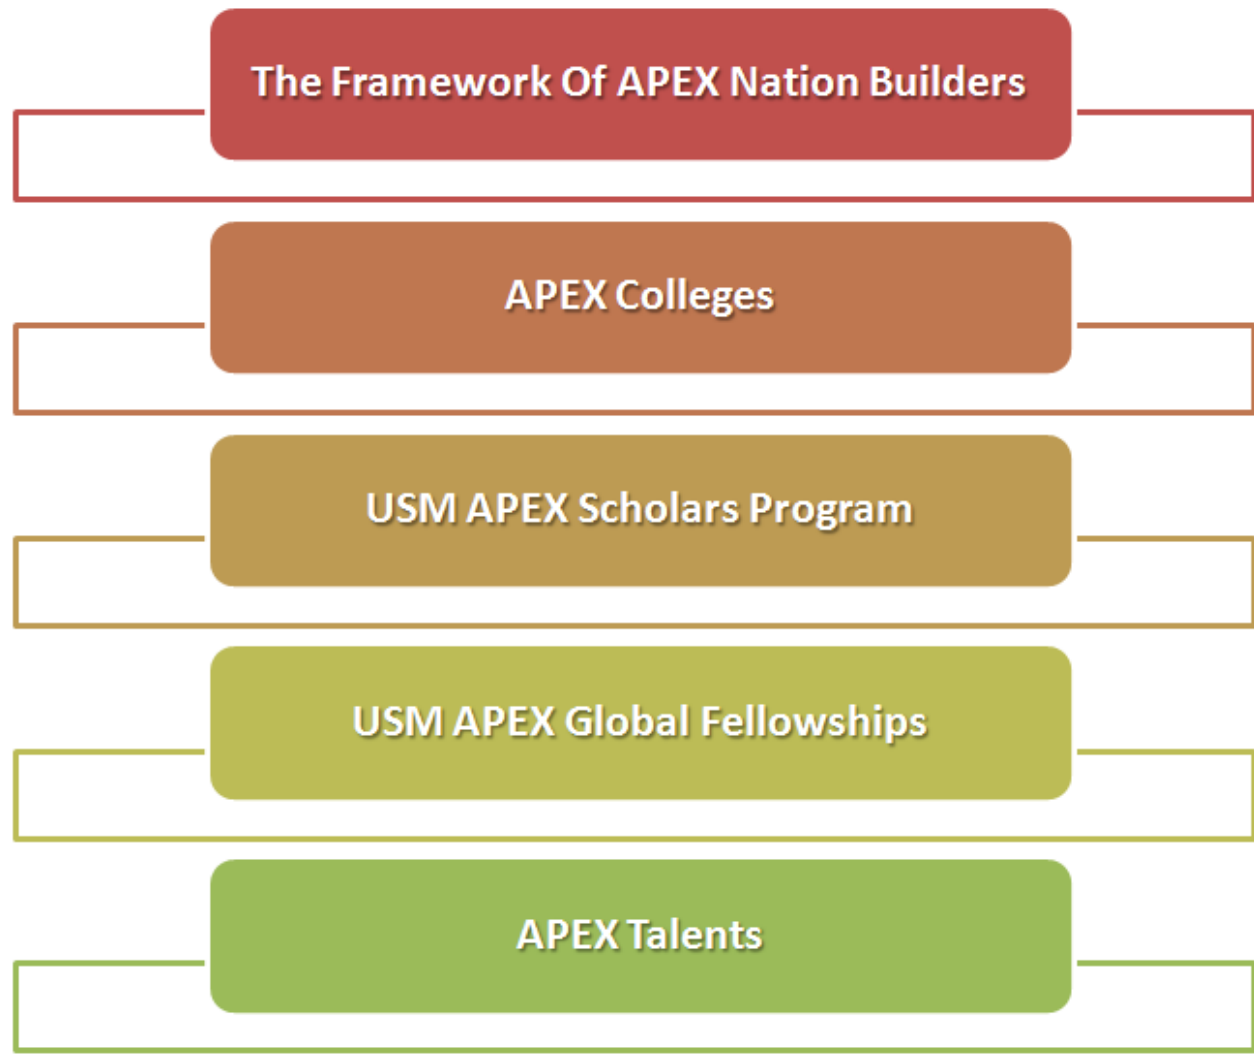 The Framework Of APEX Nation Builders
APEX Colleges
USM APEX Scholars Program
USM APEX Global Fellowships
APEX Talents